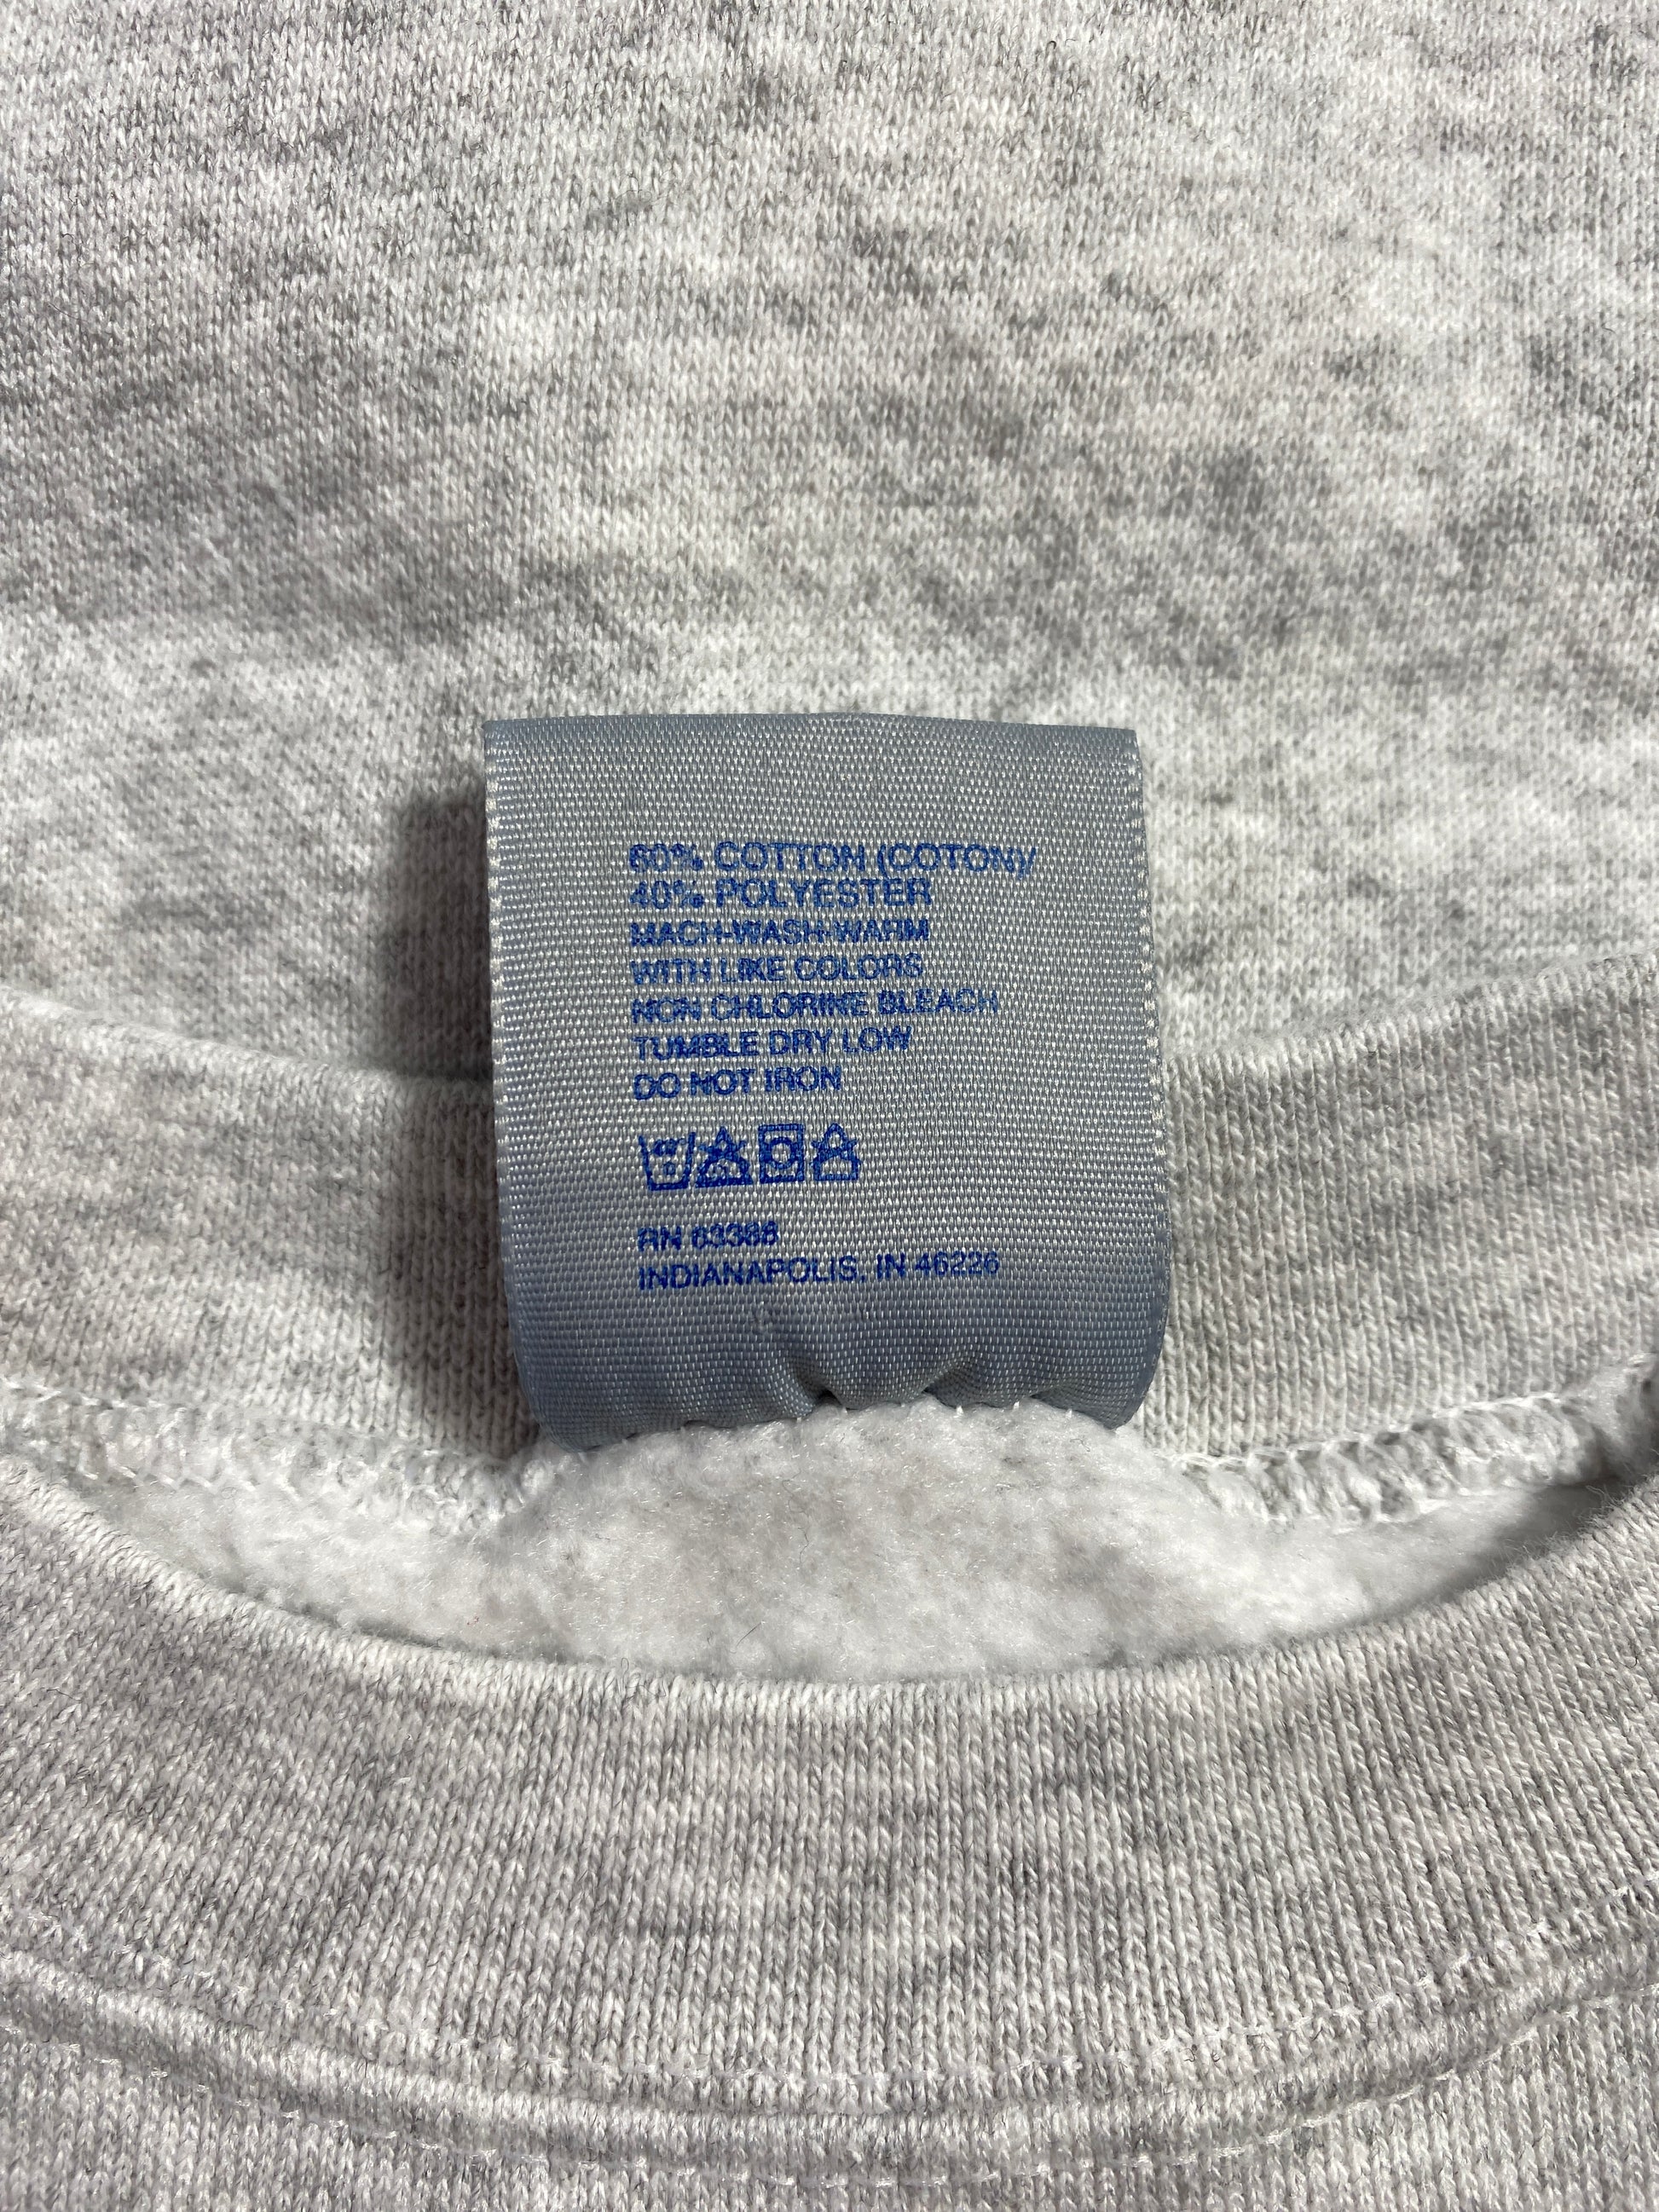 60% COTTON (COTON)/
40% POLYESTER
MACH-WASH-WARM
WITH LIKE COLORS
NON CHLORINE BLEACH
TUMBLE DRY LOW
DO NOT IRON
RN 63388
INDIANAPOLIS, IN 46226